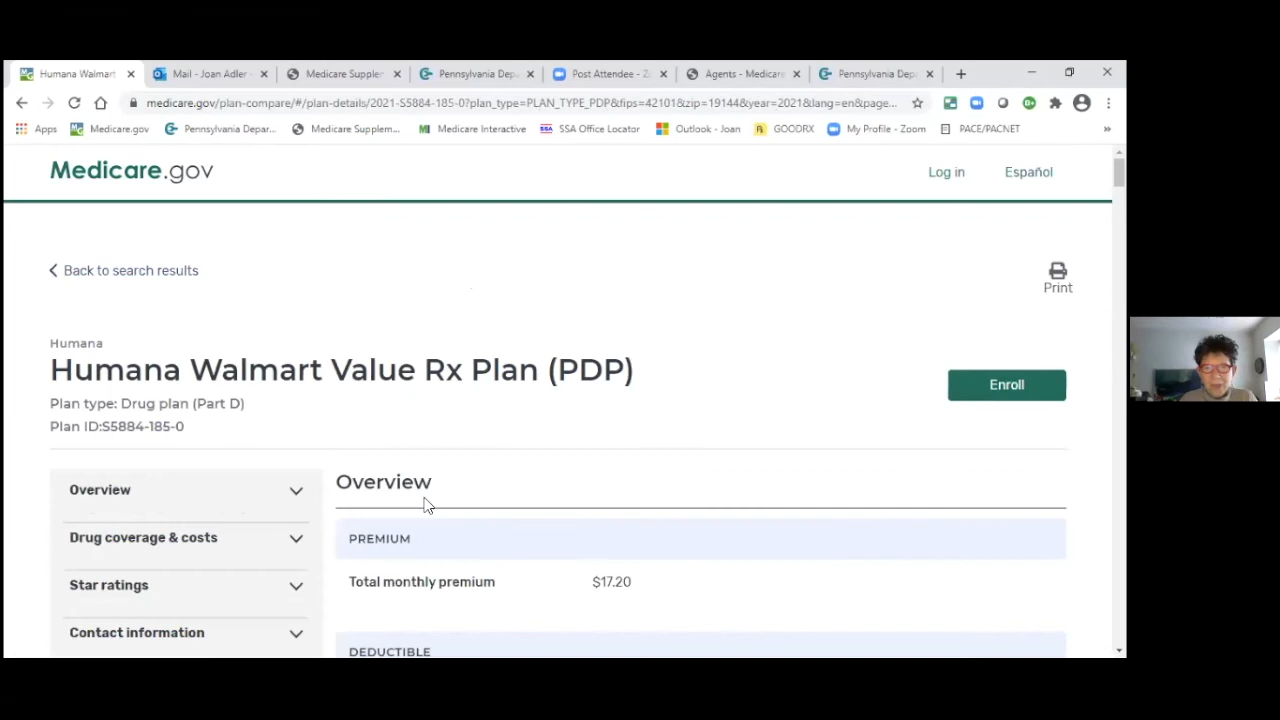 Humana Walmart
Mail - Joan Adler -
Medicare Supplem
Pennsylvania Depa
Post Attendee - Z
Agents - Medicare
Pennsylvania Depa
medicare.gov/plan-compare/#/plan-details/2021-S5884-185-0?plan_type=PLAN_TYPE_PDP&fips=42101&zip=19144&year=2021&lang=en&page...
Apps
Medicare.gov
Pennsylvania Depar...
Medicare Supplem...
Medicare Interactive
SSA Office Locator
Outlook - Joan
GOODRX
My Profile - Zoom
PACE/PACNET
»
Medicare.gov
Log in
Español
Back to search results
Print
Humana
Humana Walmart Value Rx Plan (PDP)
Plan type: Drug plan (Part D)
Plan ID:S5884-185-0
Enroll
Overview
Drug coverage & costs
Star ratings
Contact information
Overview
PREMIUM
Total monthly premium $17.20
DEDUCTIBLE